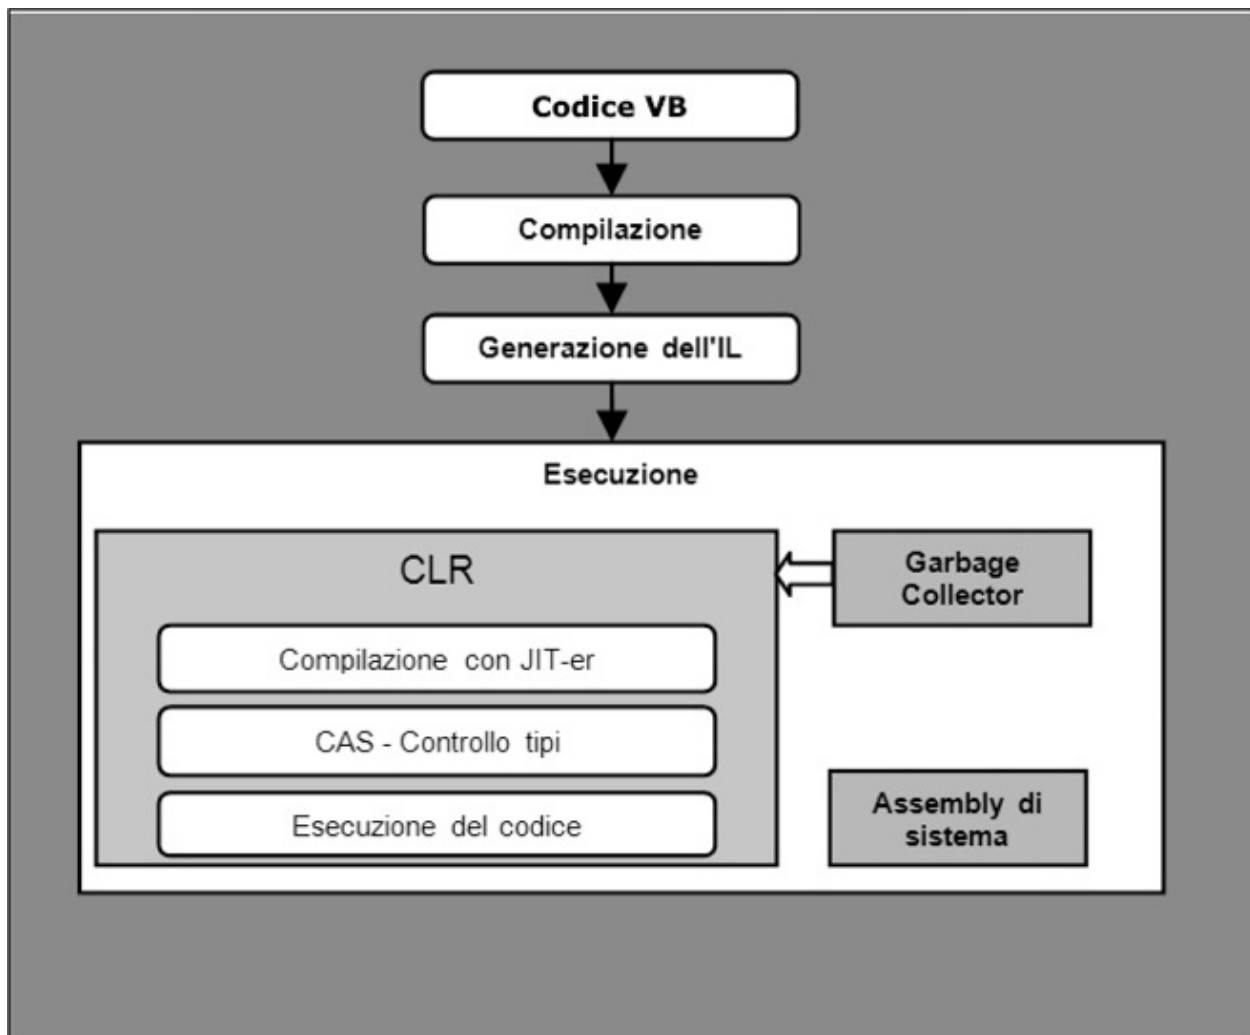 Codice VB
Compilazione
Generazione dell'IL
Esecuzione
CLR
Compilazione con JIT-er
CAS - Controllo tipi
Esecuzione del codice
Garbage
Collector
Assembly di
sistema